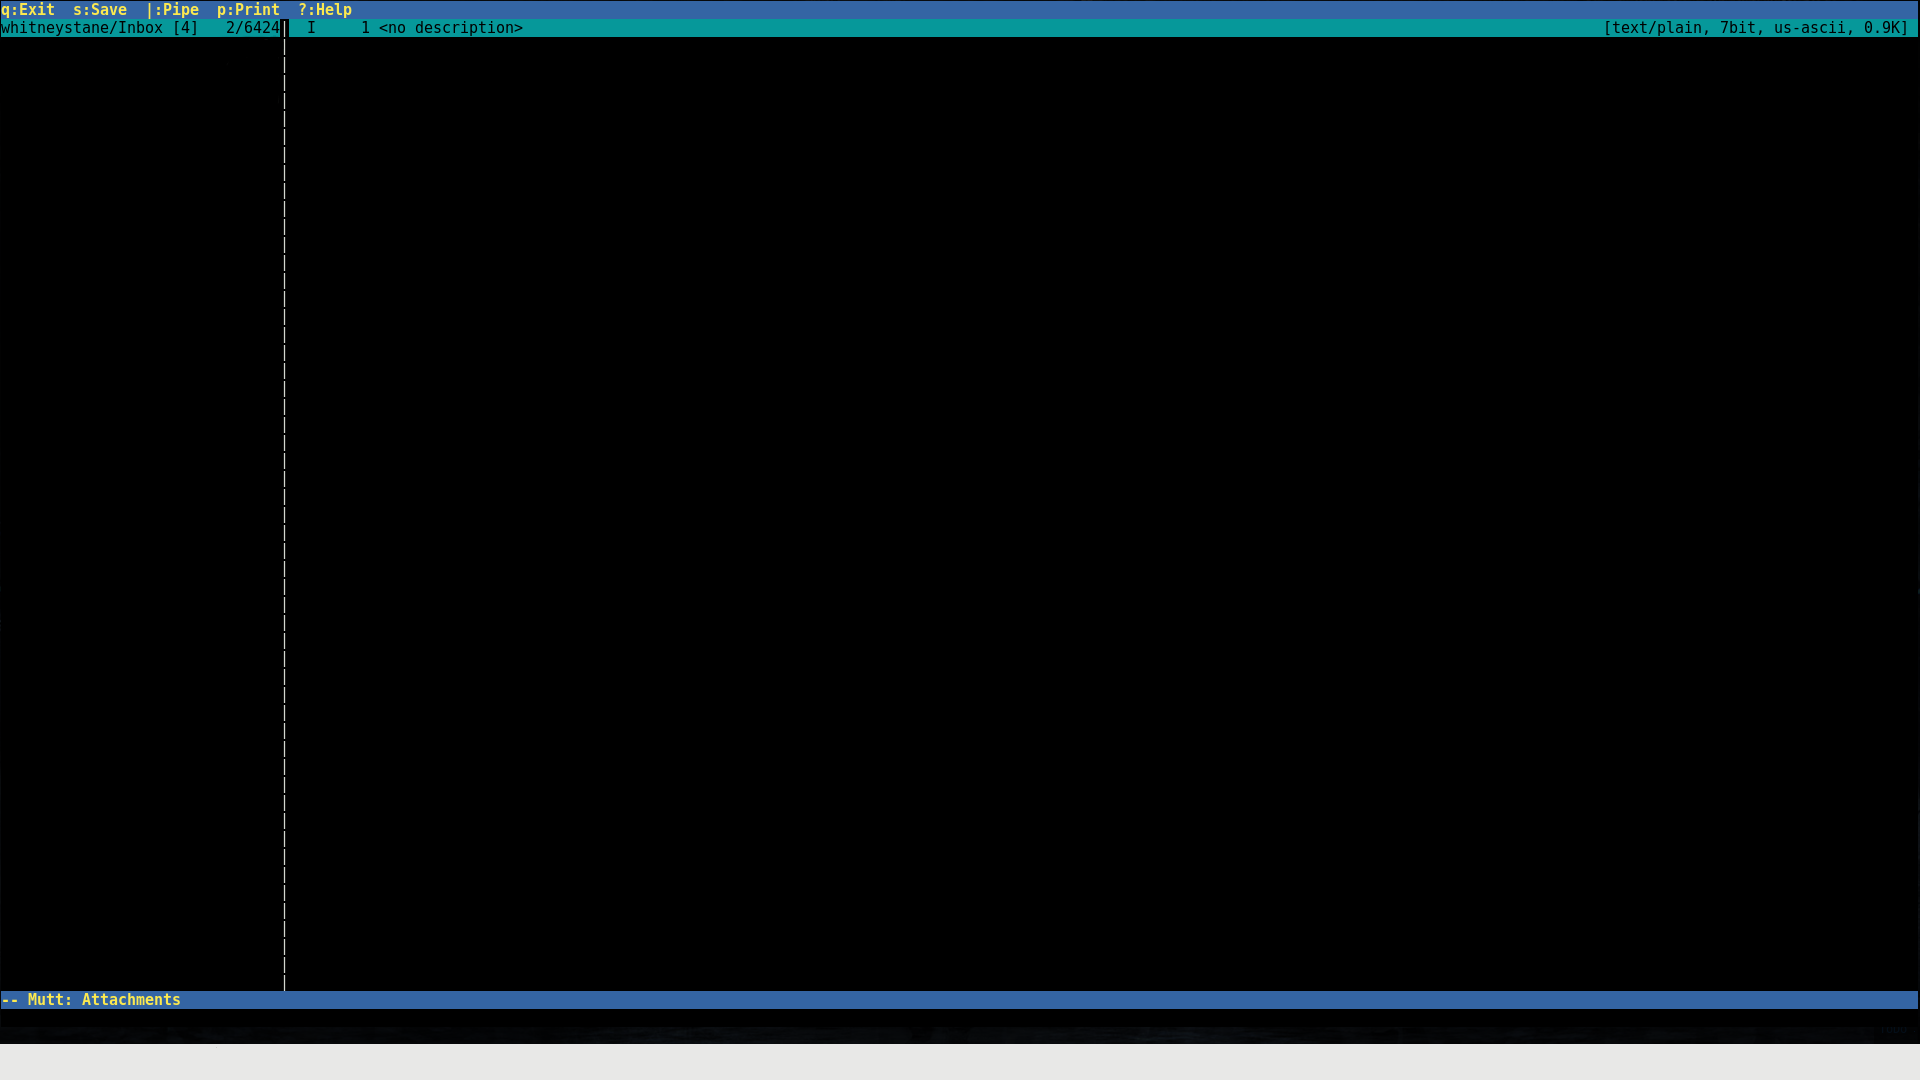 q:Exit  s:Save  |:Pipe  p:Print  ?:Help
whitneystane/Inbox [4]   2/6424  I     1 <no description>  [text/plain, 7bit, us-ascii, 0.9K]
-- Mutt: Attachments